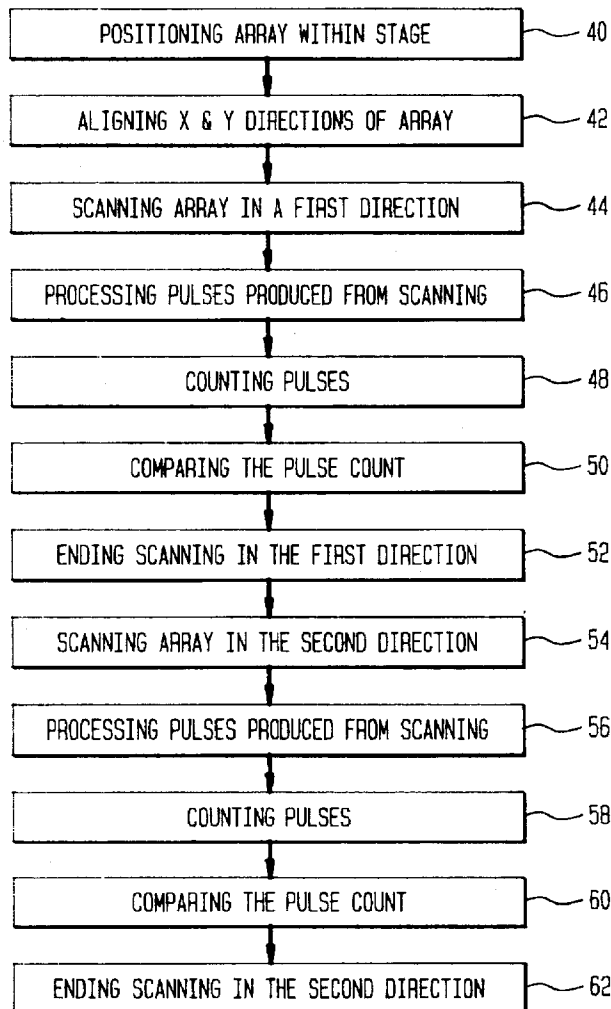 POSITIONING ARRAY WITHIN STAGE 40
ALIGNING X & Y DIRECTIONS OF ARRAY 42
SCANNING ARRAY IN A FIRST DIRECTION 44
PROCESSING PULSES PRODUCED FROM SCANNING 46
COUNTING PULSES 48
COMPARING THE PULSE COUNT 50
ENDING SCANNING IN THE FIRST DIRECTION 52
SCANNING ARRAY IN THE SECOND DIRECTION 54
PROCESSING PULSES PRODUCED FROM SCANNING 56
COUNTING PULSES 58
COMPARING THE PULSE COUNT 60
ENDING SCANNING IN THE SECOND DIRECTION 62